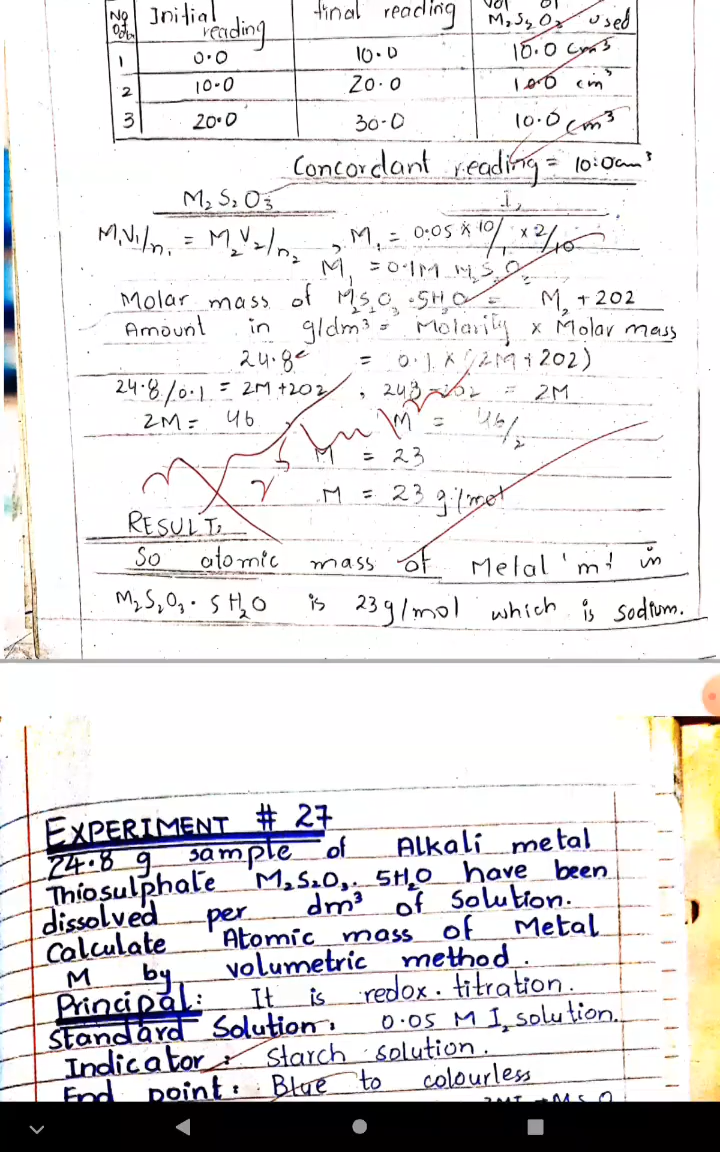 No of obs. Initial reading final reading Vol of M₂S₂O₃ used
1 0.0 10.0 10.0 cm³
2 10.0 20.0 10.0 cm³
3 20.0 30.0 10.0 cm³
Concordant reading = 10.0 cm³
M₂S₂O₃ I₂
M₁V₁/n₁ = M₂V₂/n₂ , M₁ = 0.05 × 10/ × 2/10
M₁ = 0.1M M₂S₂O₃
Molar mass of M₂S₂O₃.5H₂O = M₂ + 202
Amount in g/dm³ = Molarity × Molar mass
24.8 = 0.1 × (2M + 202)
24.8/0.1 = 2M+202 , 248 - 202 = 2M
2M = 46 M = 46/2
M = 23
M = 23 g/mol
RESULT:
So atomic mass of Metal 'm' in
M₂S₂O₃ . 5H₂O is 23g/mol which is sodium.
EXPERIMENT # 27
24.8 g sample of Alkali metal
Thiosulphate M₂S₂O₃. 5H₂O have been
dissolved per dm³ of Solution.
Calculate Atomic mass of Metal
M by volumetric method.
Principal: It is redox. titration.
Standard Solution: 0.05 M I₂ solution.
Indicator: Starch solution.
End point: Blue to colourless